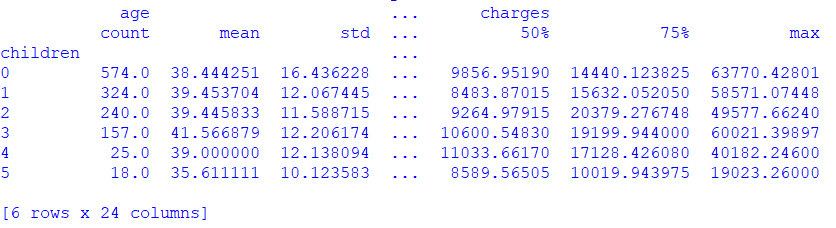 age ... charges
count mean std ... 50% 75% max
children ...
0 574.0 38.444251 16.436228 ... 9856.95190 14440.123825 63770.42801
1 324.0 39.453704 12.067445 ... 8483.87015 15632.052050 58571.07448
2 240.0 39.445833 11.588715 ... 9264.97915 20379.276748 49577.66240
3 157.0 41.566879 12.206174 ... 10600.54830 19199.944000 60021.39897
4 25.0 39.000000 12.138094 ... 11033.66170 17128.426080 40182.24600
5 18.0 35.611111 10.123583 ... 8589.56505 10019.943975 19023.26000
[6 rows x 24 columns]